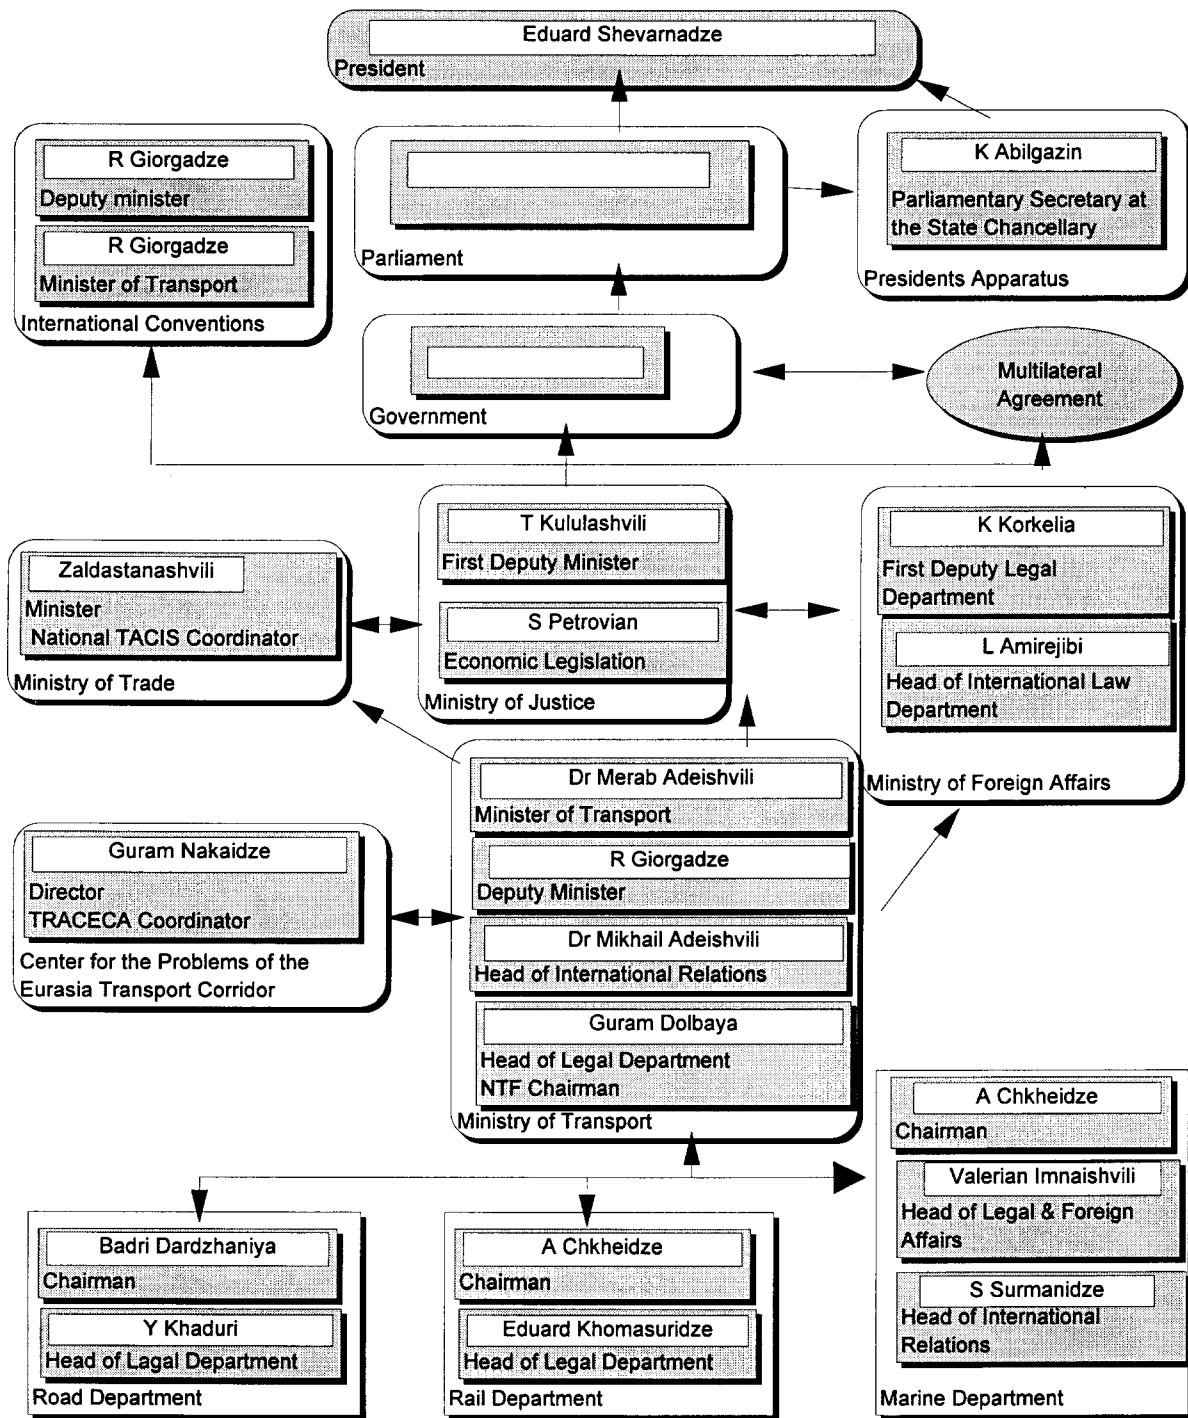 Eduard Shevarnadze
President
R Giorgadze
Deputy minister
R Giorgadze
Minister of Transport
International Conventions
Parliament
K Abilgazin
Parliamentary Secretary at
the State Chancellary
Presidents Apparatus
Government
Multilateral
Agreement
Zaldastanashvili
Minister
National TACIS Coordinator
Ministry of Trade
T Kululashvili
First Deputy Minister
S Petrovian
Economic Legislation
Ministry of Justice
K Korkelia
First Deputy Legal
Department
L Amirejibi
Head of International Law
Department
Ministry of Foreign Affairs
Guram Nakaidze
Director
TRACECA Coordinator
Center for the Problems of the
Eurasia Transport Corridor
Dr Merab Adeishvili
Minister of Transport
R Giorgadze
Deputy Minister
Dr Mikhail Adeishvili
Head of International Relations
Guram Dolbaya
Head of Legal Department
NTF Chairman
Ministry of Transport
Badri Dardzhaniya
Chairman
Y Khaduri
Head of Lagal Department
Road Department
A Chkheidze
Chairman
Eduard Khomasuridze
Head of Legal Department
Rail Department
A Chkheidze
Chairman
Valerian Imnaishvili
Head of Legal & Foreign
Affairs
S Surmanidze
Head of International
Relations
Marine Department